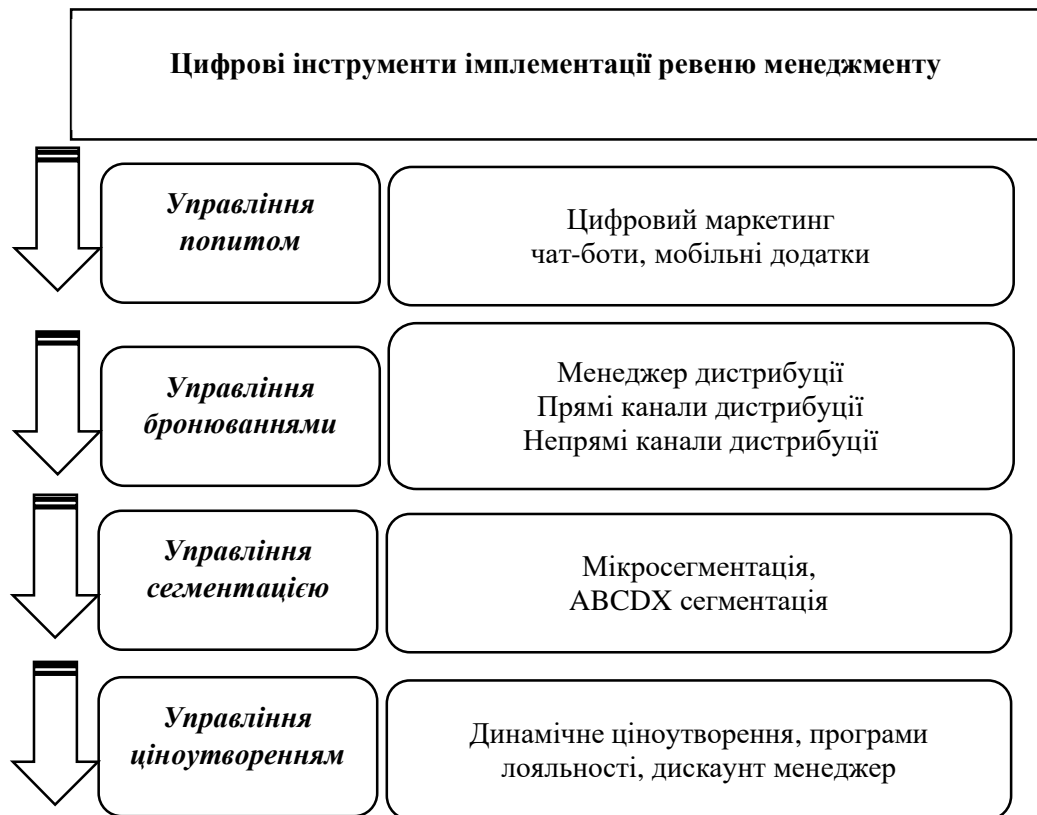 Цифрові інструменти імплементації ревеню менеджменту
Управління
попитом
Цифровий маркетинг
чат-боти, мобільні додатки
Управління
бронюваннями
Менеджер дистрибуції
Прямі канали дистрибуції
Непрямі канали дистрибуції
Управління
сегментацією
Мікросегментація,
ABCDX сегментація
Управління
ціноутворенням
Динамічне ціноутворення, програми
лояльності, дискаунт менеджер